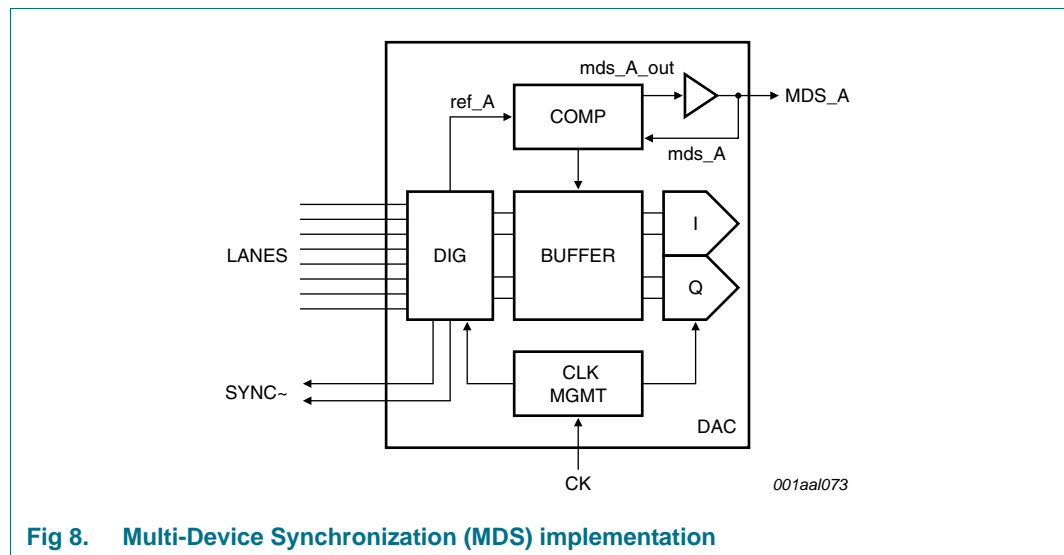 mds_A_out
MDS_A
ref_A
COMP
mds_A
LANES
DIG
BUFFER
I
Q
SYNC~
CLK
MGMT
DAC
CK
001aal073
Fig 8. Multi-Device Synchronization (MDS) implementation